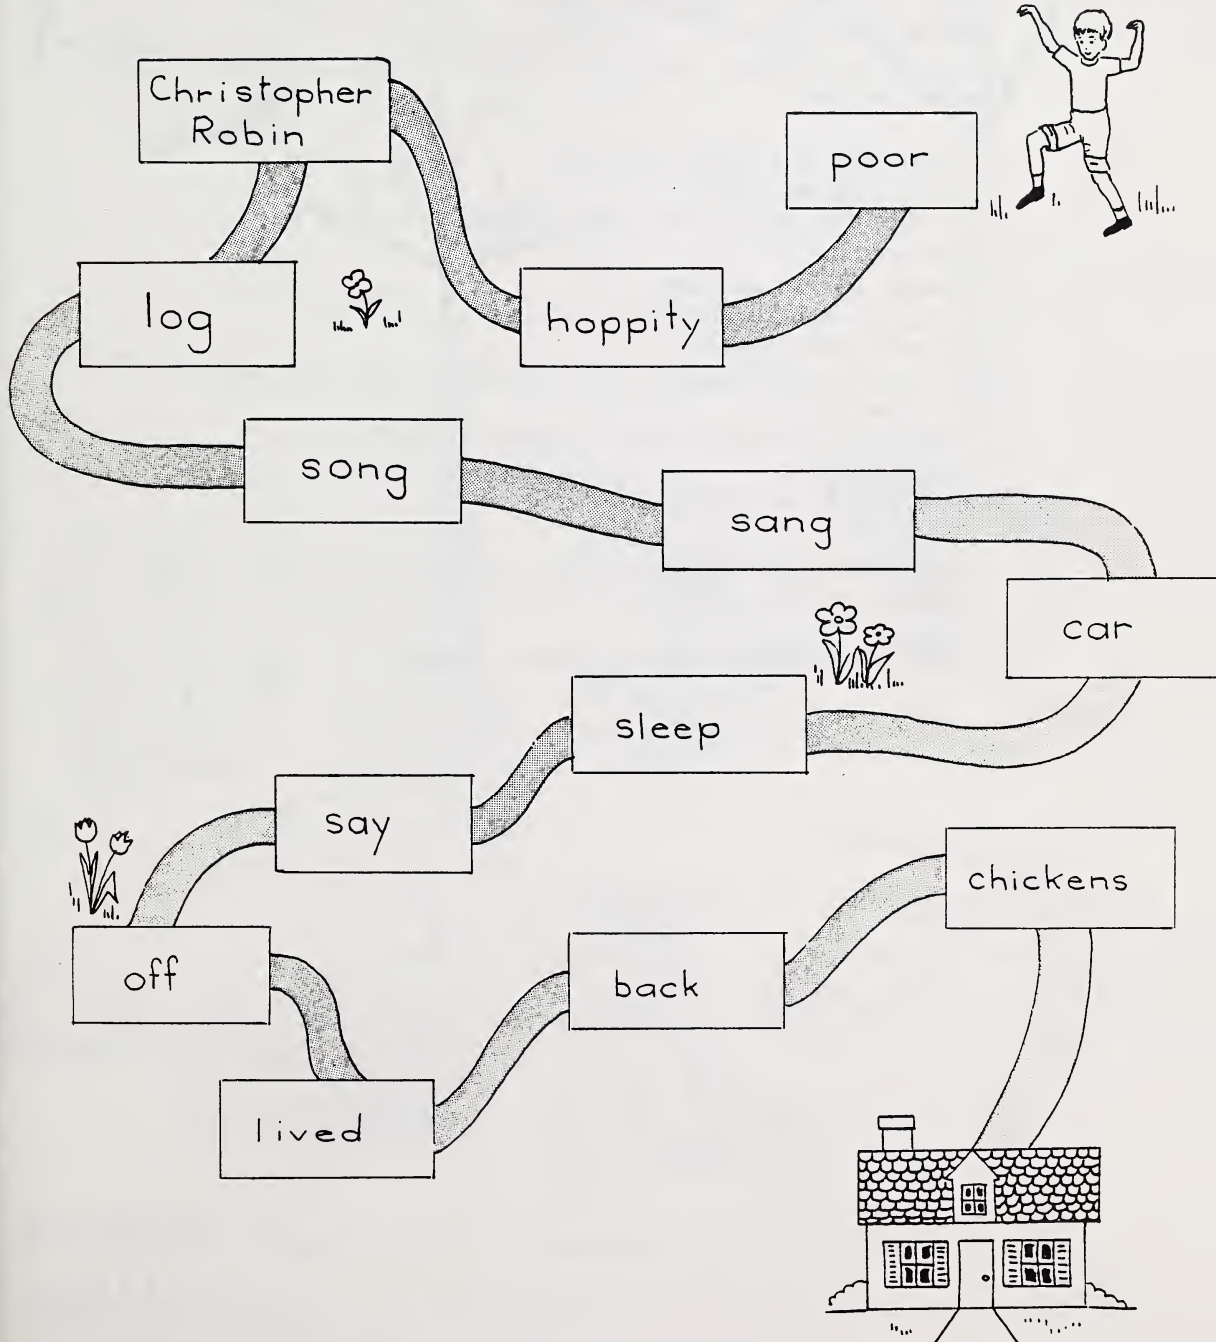 Christopher
Robin
poor
log
hoppity
song
sang
car
sleep
say
chickens
off
back
lived